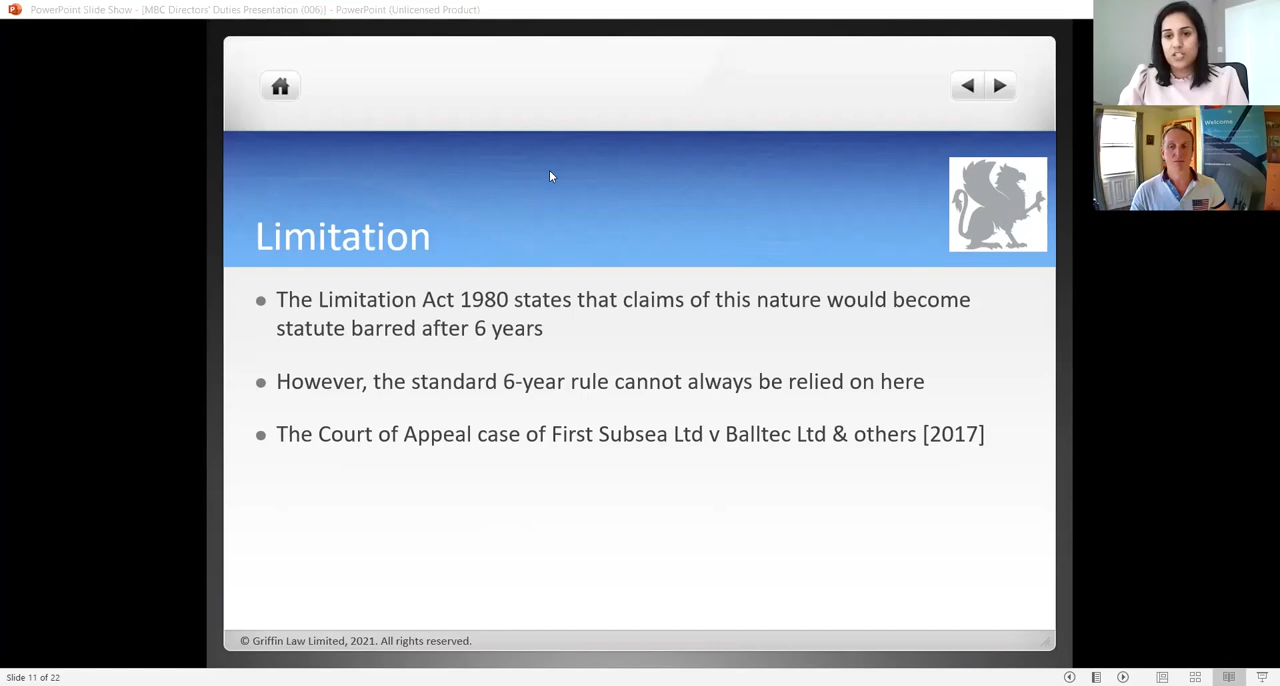 PowerPoint Slide Show - [MBC Directors' Duties Presentation (006)] - PowerPoint (Unlicensed Product)
Welcome
Limitation
The Limitation Act 1980 states that claims of this nature would become
statute barred after 6 years
However, the standard 6-year rule cannot always be relied on here
The Court of Appeal case of First Subsea Ltd v Balltec Ltd & others [2017]
© Griffin Law Limited, 2021. All rights reserved.
Slide 11 of 22